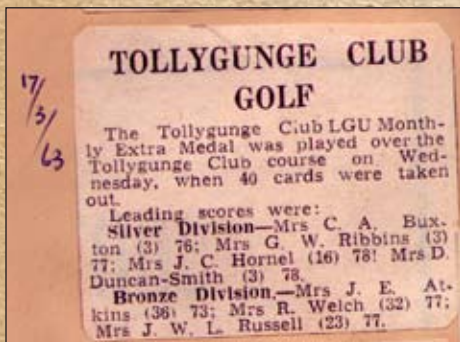 17/3/63
TOLLYGUNGE CLUB
GOLF
The Tollygunge Club LGU Month-
ly Extra Medal was played over the
Tollygunge Club course on Wed-
nesday, when 40 cards were taken
out.
Leading scores were:
Silver Division—Mrs C. A. Bux-
ton (3) 76; Mrs G. W. Ribbins (3)
77; Mrs J. C. Hornel (16) 78! Mrs D.
Duncan-Smith (3) 78.
Bronze Division.—Mrs J. E. At-
kins (36) 73; Mrs R. Welch (32) 77;
Mrs J. W. L. Russell (23) 77.